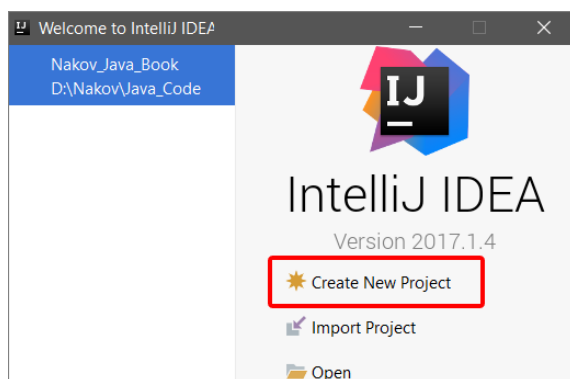 Welcome to IntelliJ IDEA
Nakov_Java_Book
D:\Nakov\Java_Code
IJ
IntelliJ IDEA
Version 2017.1.4
Create New Project
Import Project
Open